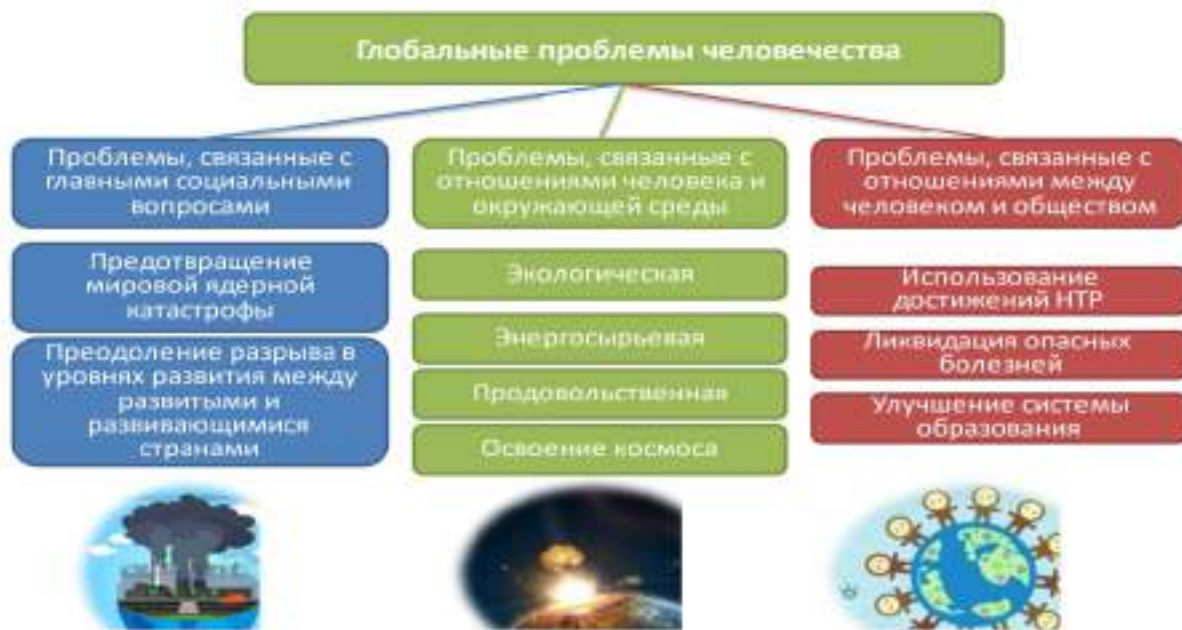 Глобальные проблемы человечества
Проблемы, связанные с
главными социальными
вопросами
Предотвращение
мировой ядерной
катастрофы
Преодоление разрыва в
уровнях развития между
развитыми и
развивающимися
странами
Проблемы, связанные с
отношениями человека и
окружающей среды
Экологическая
Энергосырьевая
Продовольственная
Освоение космоса
Проблемы, связанные с
отношениями между
человеком и обществом
Использование
достижений НТР
Ликвидация опасных
болезней
Улучшение системы
образования